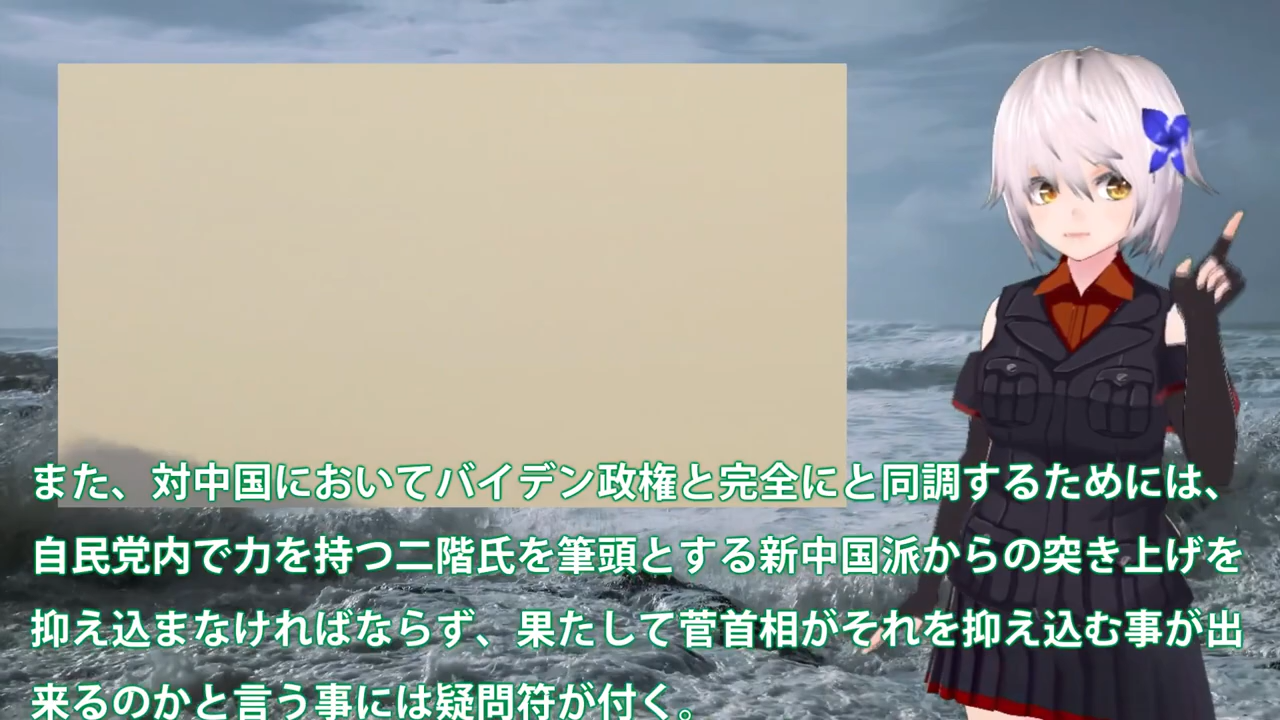 また、対中国においてバイデン政権と完全にと同調するためには、
自民党内で力を持つ二階氏を筆頭とする新中国派からの突き上げを
抑え込まなければならず、果たして菅首相がそれを抑え込む事が出
来るのかと言う事には疑問符が付く。